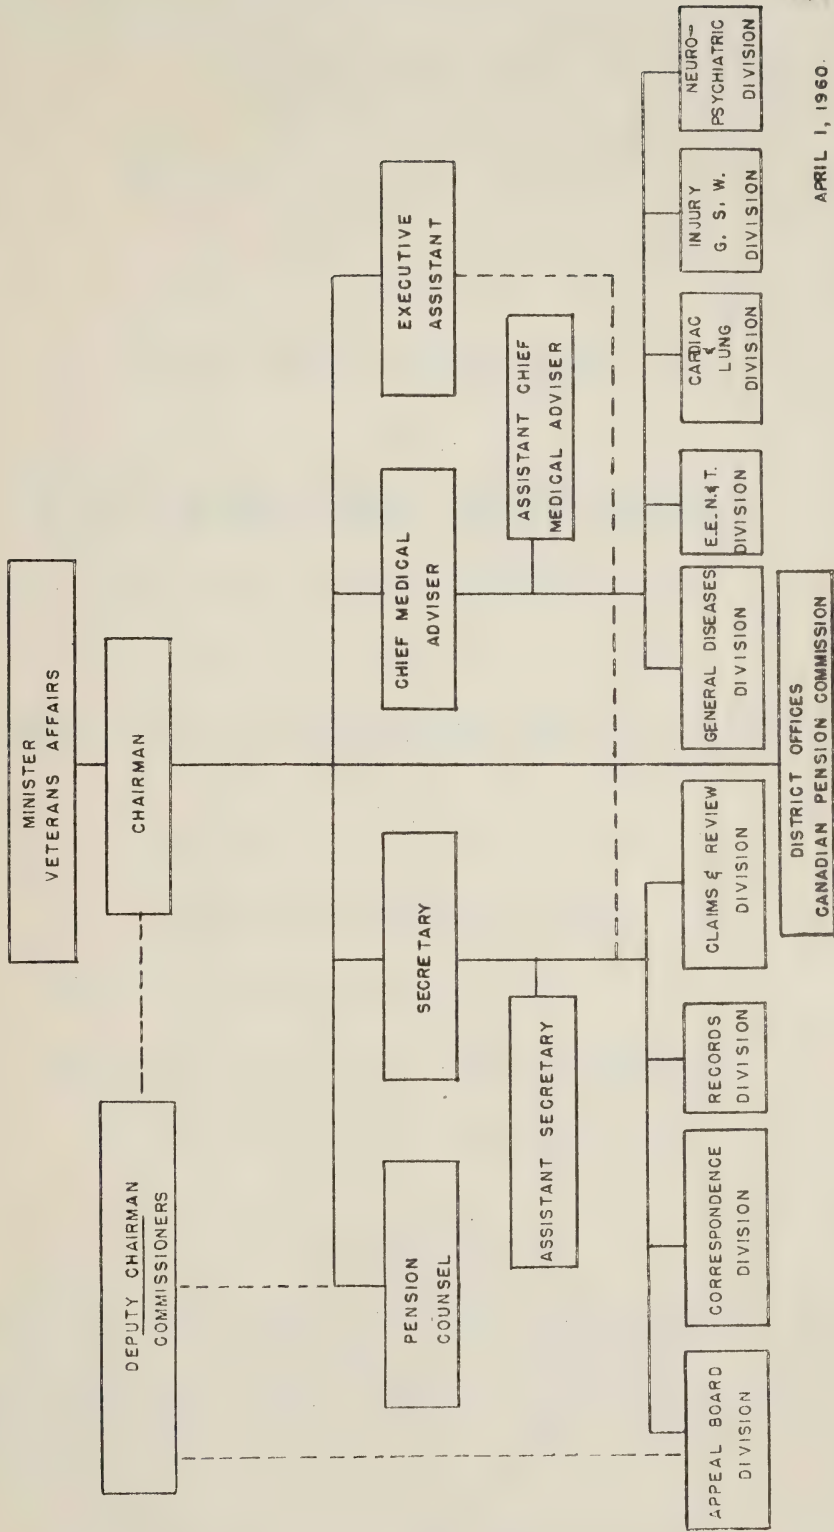 MINISTER
VETERANS AFFAIRS
DEPUTY CHAIRMAN
COMMISSIONERS
CHAIRMAN
PENSION
COUNSEL
SECRETARY
CHIEF MEDICAL
ADVISER
EXECUTIVE
ASSISTANT
ASSISTANT SECRETARY
ASSISTANT CHIEF
MEDICAL ADVISER
APPEAL BOARD
DIVISION
CORRESPONDENCE
DIVISION
RECORDS
DIVISION
CLAIMS & REVIEW
DIVISION
GENERAL DISEASES
DIVISION
E.E.N.& T.
DIVISION
CARDIAC
&
LUNG
DIVISION
INJURY
G. S. W.
DIVISION
NEURO-
PSYCHIATRIC
DIVISION
DISTRICT OFFICES
CANADIAN PENSION COMMISSION
APRIL 1, 1960.